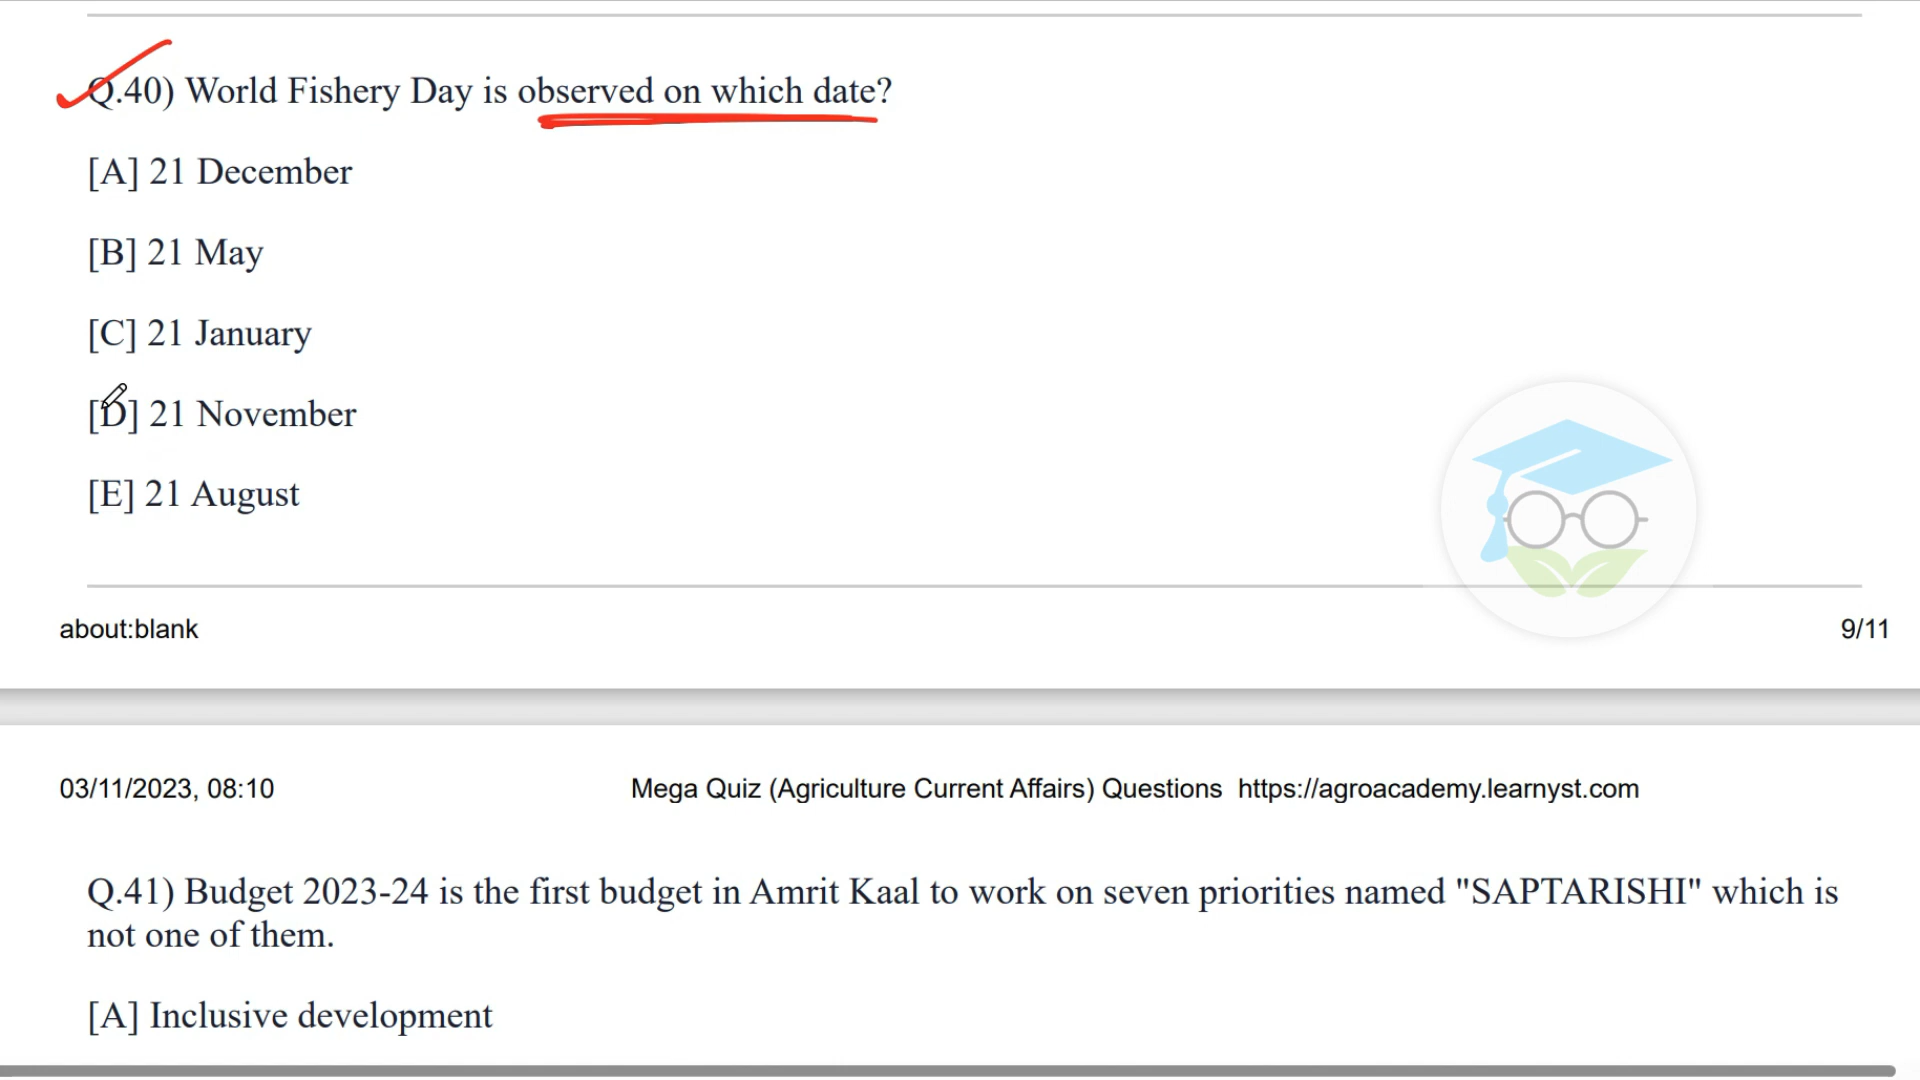 Q.40) World Fishery Day is observed on which date?
[A] 21 December
[B] 21 May
[C] 21 January
[D] 21 November
[E] 21 August
about:blank
9/11
03/11/2023, 08:10
Mega Quiz (Agriculture Current Affairs) Questions https://agroacademy.learnyst.com
Q.41) Budget 2023-24 is the first budget in Amrit Kaal to work on seven priorities named "SAPTARISHI" which is
not one of them.
[A] Inclusive development